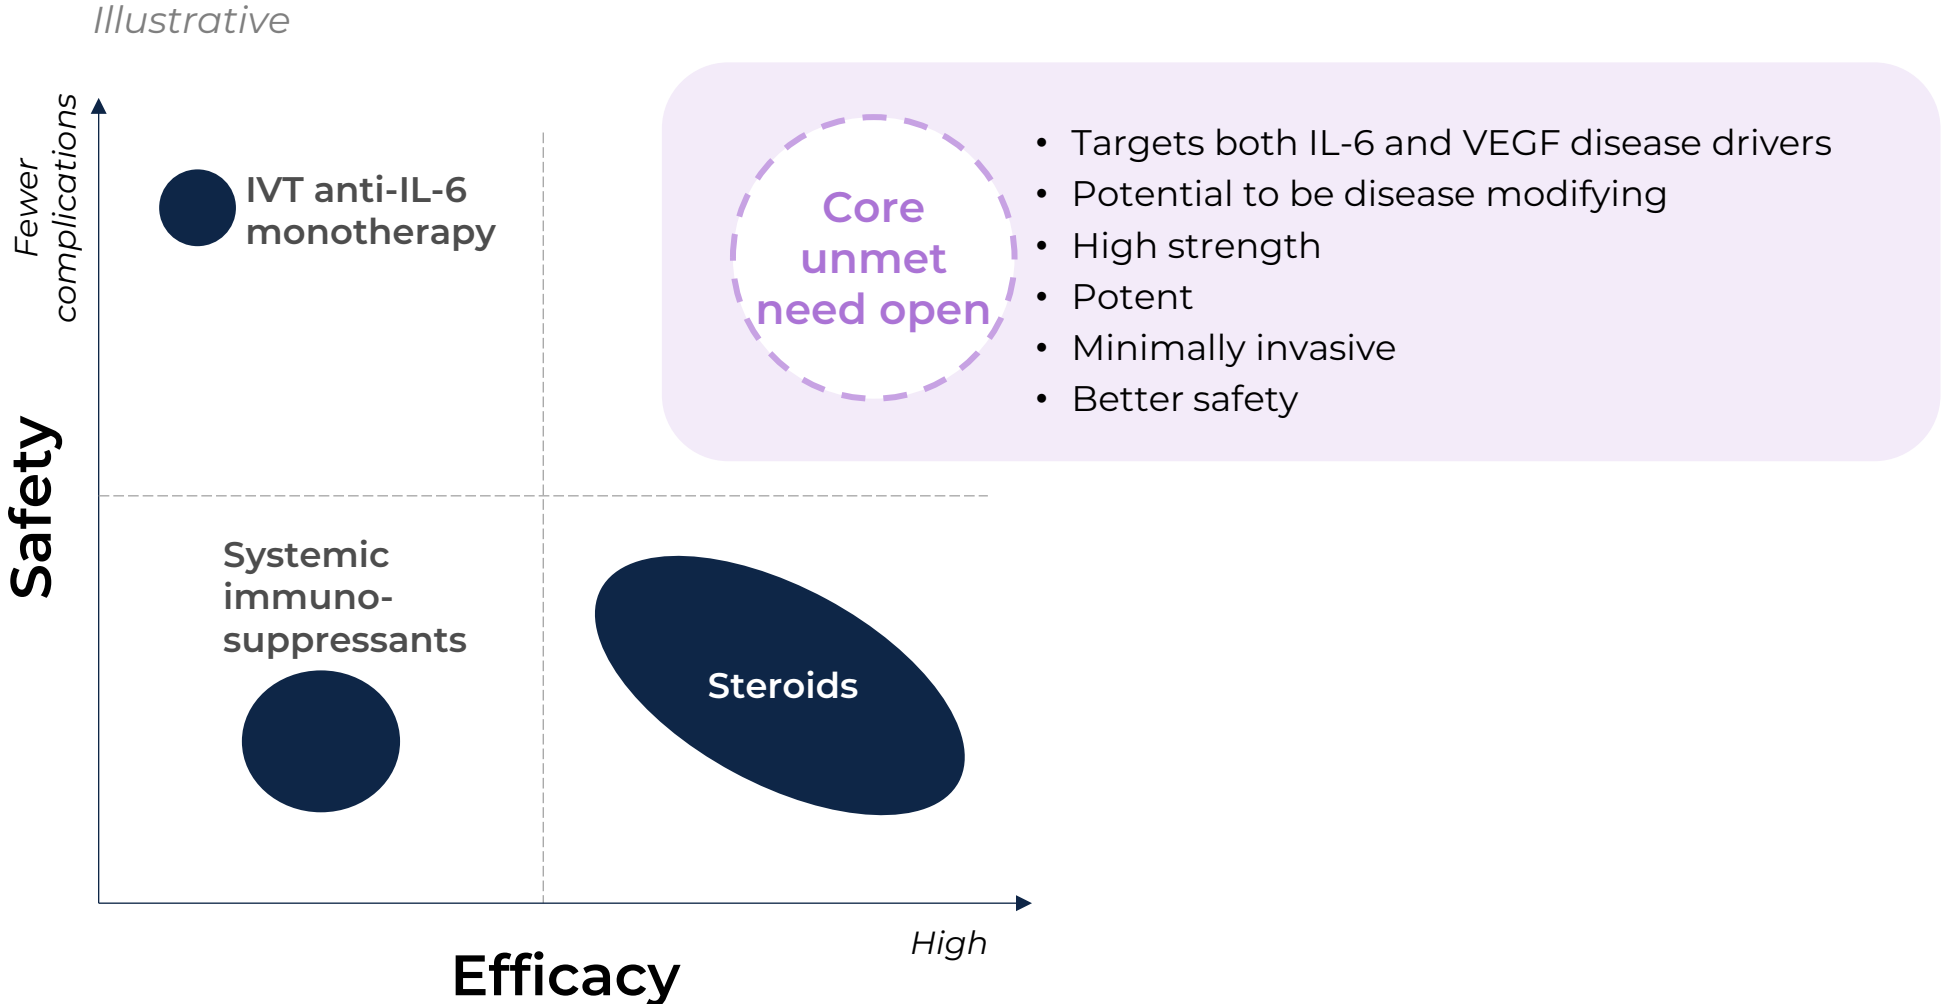 Illustrative
Fewer
complications
Safety
IVT anti-IL-6
monotherapy
Core
unmet
need open
• Targets both IL-6 and VEGF disease drivers
• Potential to be disease modifying
• High strength
• Potent
• Minimally invasive
• Better safety
Systemic
immuno-
suppressants
Steroids
High
Efficacy